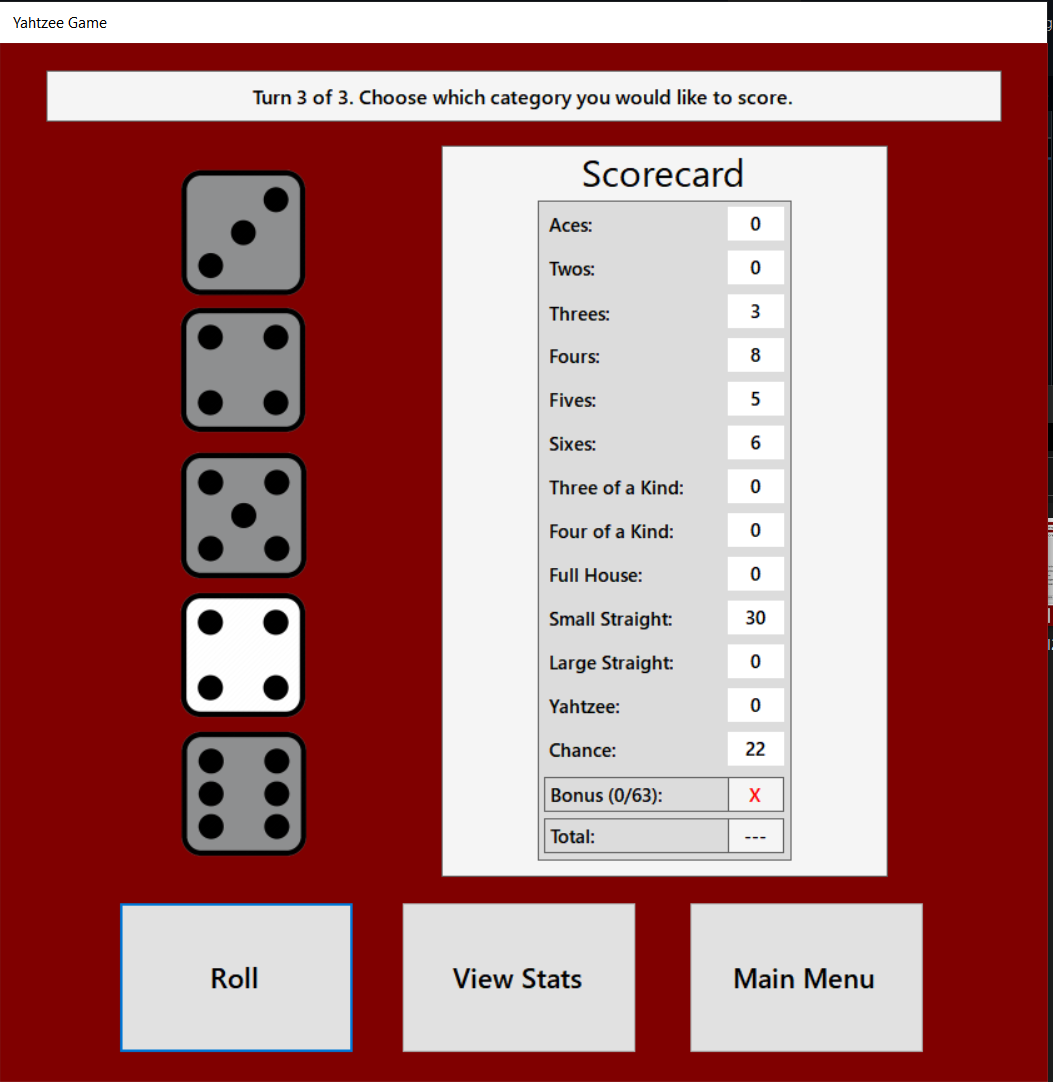 Yahtzee Game
Turn 3 of 3. Choose which category you would like to score.
Scorecard
Aces: 0
Twos: 0
Threes: 3
Fours: 8
Fives: 5
Sixes: 6
Three of a Kind: 0
Four of a Kind: 0
Full House: 0
Small Straight: 30
Large Straight: 0
Yahtzee: 0
Chance: 22
Bonus (0/63): X
Total: ---
Roll
View Stats
Main Menu